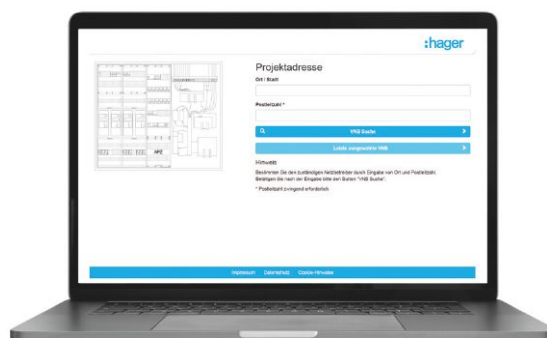 :hager
Projektadresse
Ort / Stadt
Postleitzahl *
VNB Suche
Letzte ausgewählte VNB
Hinweis
Bestimmen Sie den zuständigen Netzbetreiber durch Eingabe von Ort und Postleitzahl.
Betätigen Sie nach der Eingabe bitte den Button "VNB Suche".
* Postleitzahl zwingend erforderlich
APZ
Impressum Datenschutz Cookie-Hinweise